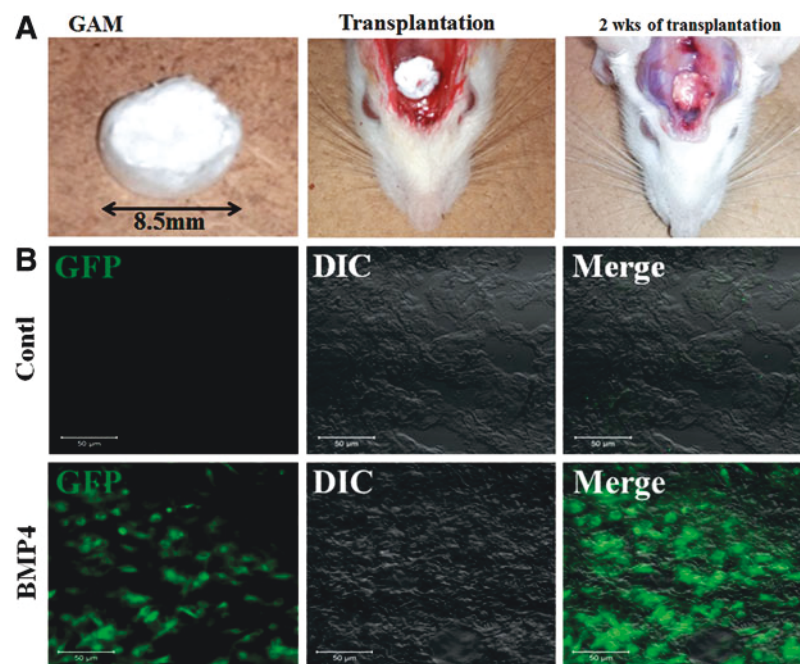 A
GAM
Transplantation
2 wks of transplantation
8.5mm
B
Contl
GFP
DIC
Merge
50 µm
50 µm
50 µm
BMP4
GFP
DIC
Merge
50 µm
50 µm
50 µm